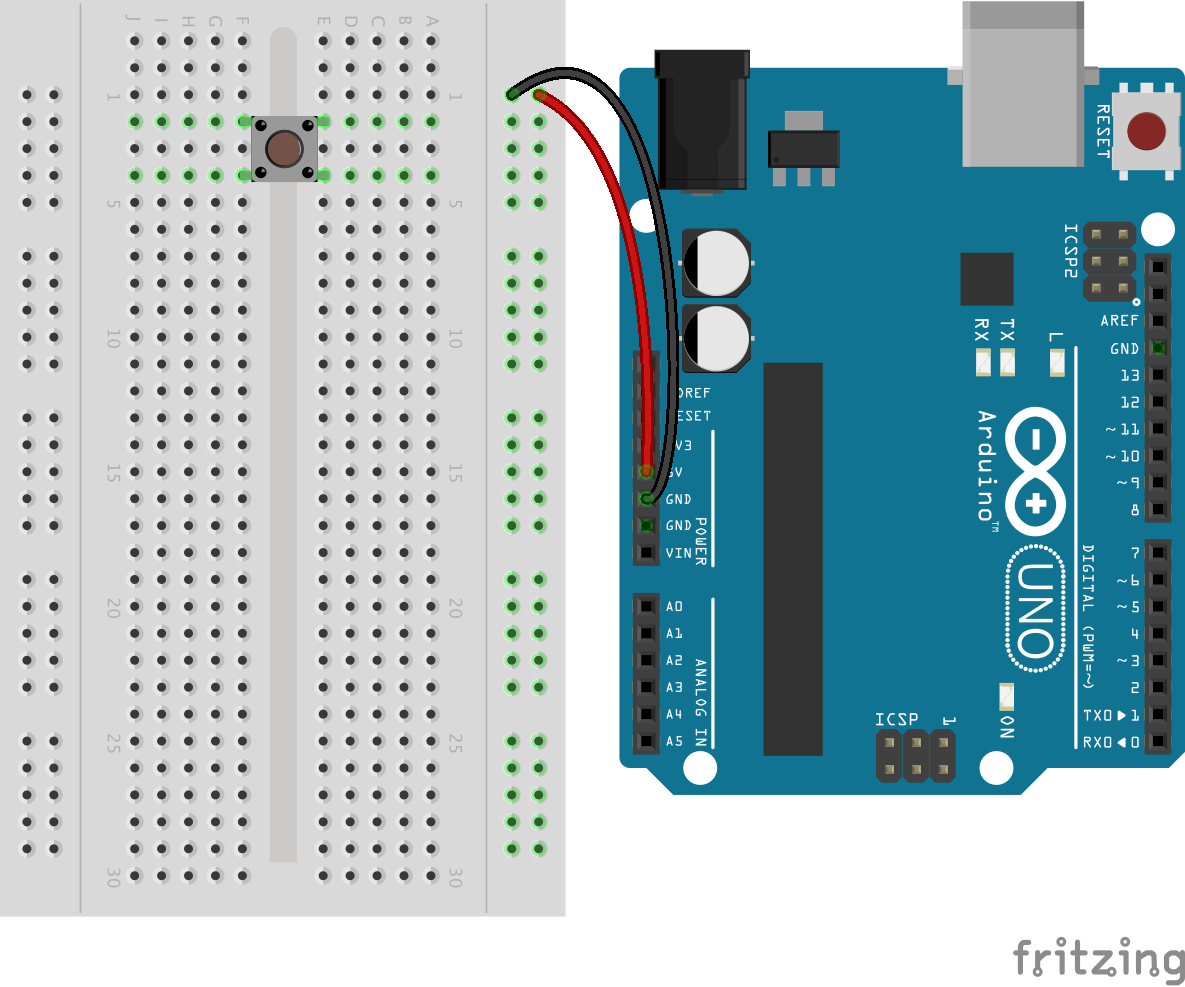 J I H G F E D C B A
1 1
5 5
10 10
15 15
20 20
25 25
30 30
RESET
ICSP2
AREF
GND
RX TX L
13
12
~11
~10
~9
8
Arduino™
UNO
OREF
ESET
V3
5V
GND
GND
VIN
POWER
A0
A1
A2
A3
A4
A5
ANALOG IN
7
~6
~5
4
~3
2
TX0▶1
RX0◀0
DIGITAL (PWM=~)
ON
ICSP 1
fritzing